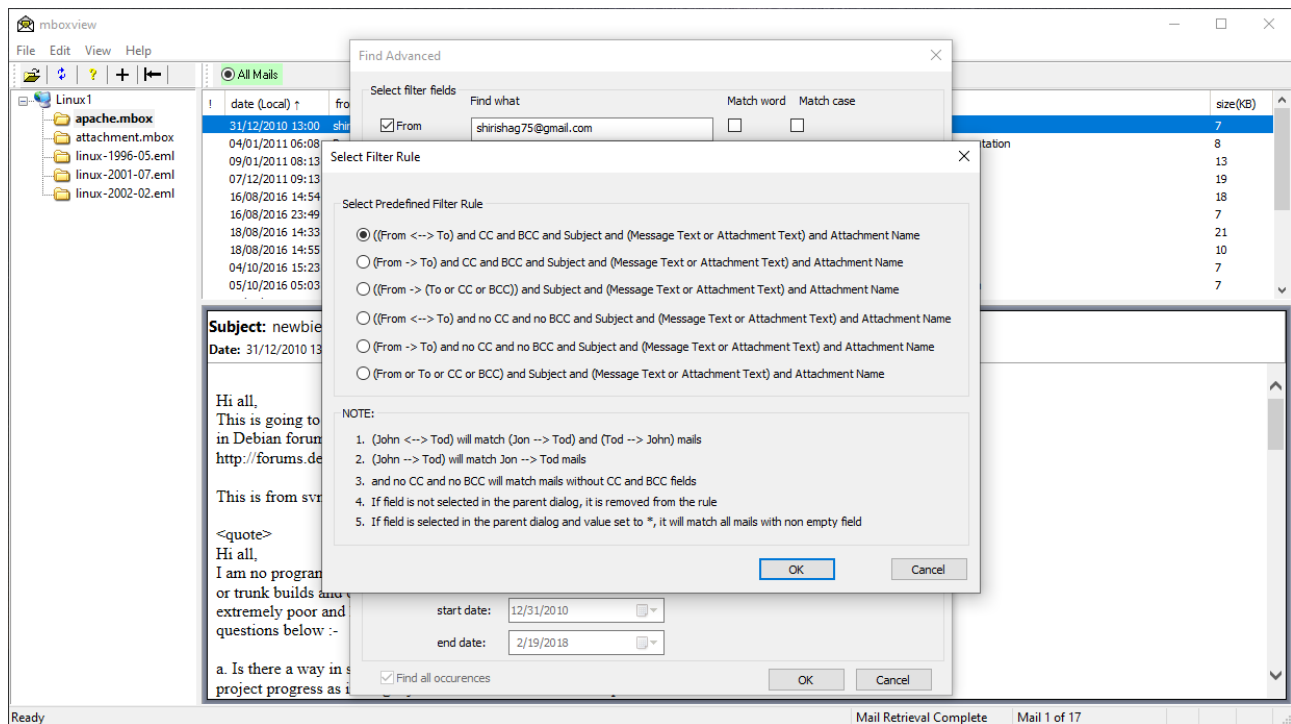 mboxview
File Edit View Help
All Mails
Linux1
apache.mbox
attachment.mbox
linux-1996-05.eml
linux-2001-07.eml
linux-2002-02.eml
! date (Local) ↑ fro size(KB)
31/12/2010 13:00 shir 7
04/01/2011 06:08 tation 8
09/01/2011 08:13 13
07/12/2011 09:13 19
16/08/2016 14:54 18
16/08/2016 23:49 7
18/08/2016 14:33 21
18/08/2016 14:55 10
04/10/2016 15:23 7
05/10/2016 05:03 7
Find Advanced
Select filter fields
Find what Match word Match case
From shirishag75@gmail.com
Select Filter Rule
Select Predefined Filter Rule
((From <--> To) and CC and BCC and Subject and (Message Text or Attachment Text) and Attachment Name
(From -> To) and CC and BCC and Subject and (Message Text or Attachment Text) and Attachment Name
((From -> (To or CC or BCC)) and Subject and (Message Text or Attachment Text) and Attachment Name
((From <--> To) and no CC and no BCC and Subject and (Message Text or Attachment Text) and Attachment Name
(From -> To) and no CC and no BCC and Subject and (Message Text or Attachment Text) and Attachment Name
(From or To or CC or BCC) and Subject and (Message Text or Attachment Text) and Attachment Name
NOTE:
1. (John <--> Tod) will match (Jon --> Tod) and (Tod --> John) mails
2. (John --> Tod) will match Jon --> Tod mails
3. and no CC and no BCC will match mails without CC and BCC fields
4. If field is not selected in the parent dialog, it is removed from the rule
5. If field is selected in the parent dialog and value set to *, it will match all mails with non empty field
OK Cancel
start date: 12/31/2010
end date: 2/19/2018
Find all occurences
OK Cancel
Subject: newbie
Date: 31/12/2010 13
Hi all,
This is going to
in Debian forum
http://forums.de
This is from svn
<quote>
Hi all,
I am no program
or trunk builds and
extremely poor and
questions below :-
a. Is there a way in s
project progress as i
Ready
Mail Retrieval Complete
Mail 1 of 17